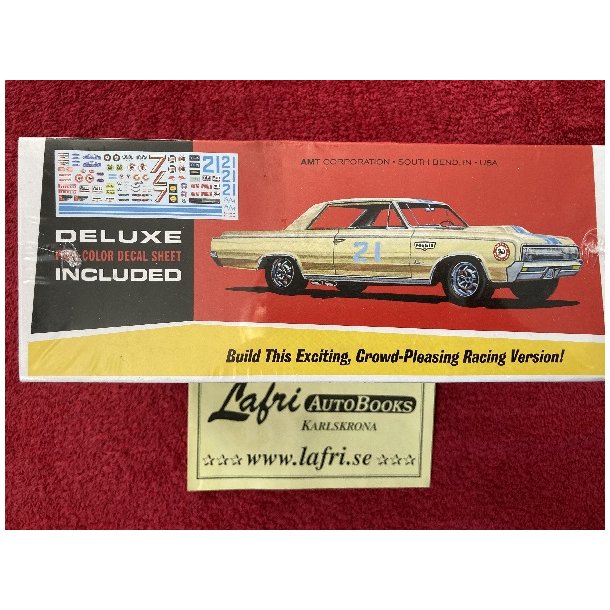 AMT CORPORATION • SOUTH BEND, IN • USA
21
21
21
DELUXE
FULL COLOR DECAL SHEET
INCLUDED
21
Build This Exciting, Crowd-Pleasing Racing Version!
Lafri AUTOBOOKS
KARLSKRONA
☆☆☆ www.lafri.se ☆☆☆